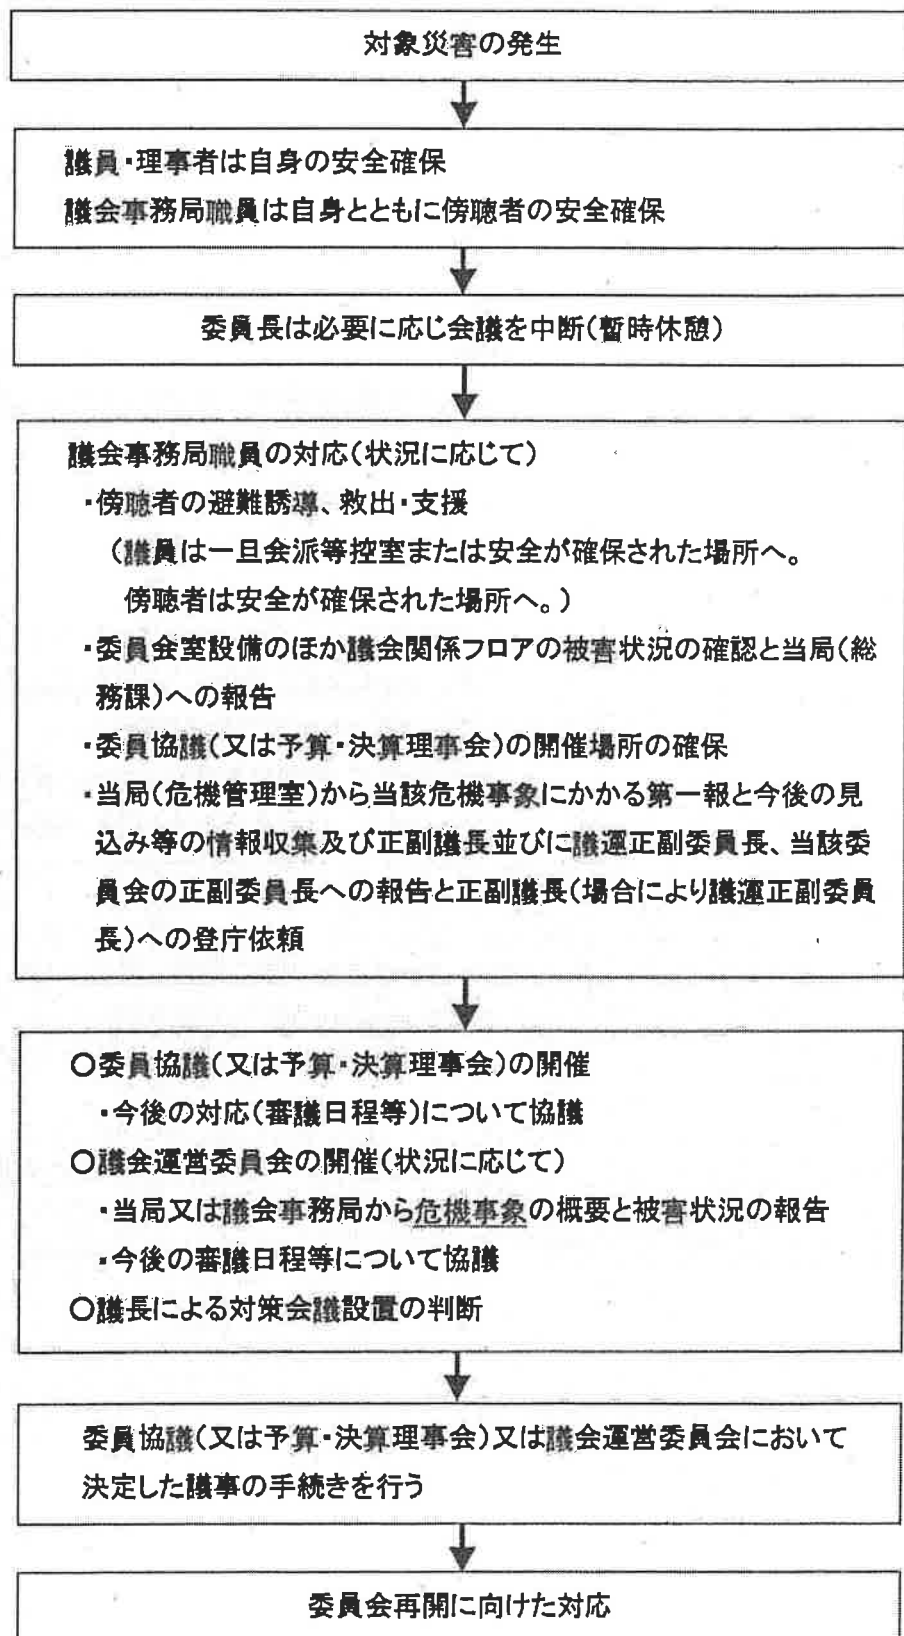 対象災害の発生
議員・理事者は自身の安全確保
議会事務局職員は自身とともに傍聴者の安全確保
委員長は必要に応じ会議を中断（暫時休憩）
議会事務局職員の対応（状況に応じて）
・傍聴者の避難誘導、救出・支援
（議員は一旦会派等控室または安全が確保された場所へ。
傍聴者は安全が確保された場所へ。）
・委員会室設備のほか議会関係フロアの被害状況の確認と当局（総
務課）への報告
・委員協議（又は予算・決算理事会）の開催場所の確保
・当局（危機管理室）から当該危機事象にかかる第一報と今後の見
込み等の情報収集及び正副議長並びに議運正副委員長、当該委
員会の正副委員長への報告と正副議長（場合により議運正副委員
長）への登庁依頼
〇委員協議（又は予算・決算理事会）の開催
・今後の対応（審議日程等）について協議
〇議会運営委員会の開催（状況に応じて）
・当局又は議会事務局から危機事象の概要と被害状況の報告
・今後の審議日程等について協議
〇議長による対策会議設置の判断
委員協議（又は予算・決算理事会）又は議会運営委員会において
決定した議事の手続きを行う
委員会再開に向けた対応